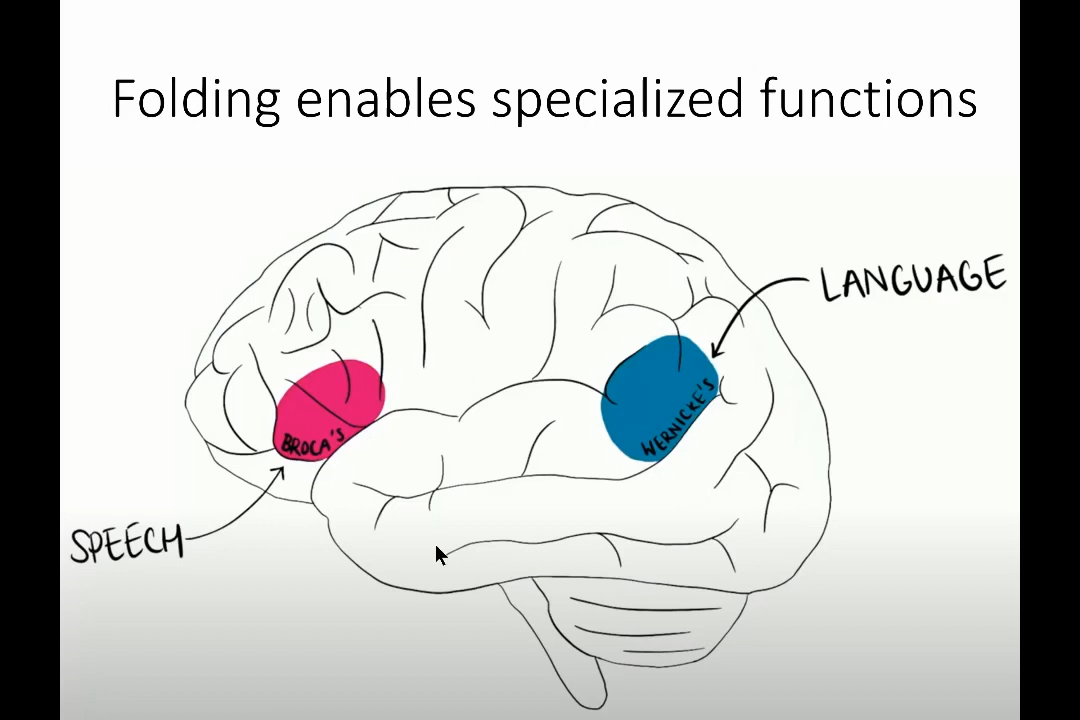 Folding enables specialized functions
LANGUAGE
BROCA'S
WERNICKE'S
SPEECH